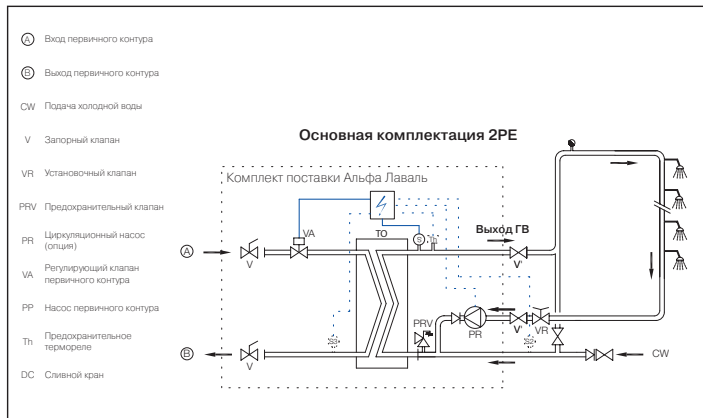 A Вход первичного контура
B Выход первичного контура
CW Подача холодной воды
V Запорный клапан
VR Установочный клапан
PRV Предохранительный клапан
PR Циркуляционный насос
(опция)
VA Регулирующий клапан
первичного контура
PP Насос первичного контура
Th Предохранительное
термореле
DC Сливной кран
Основная комплектация 2PE
Комплект поставки Альфа Лаваль
VA
TO
S
Th
Выход ГВ
A
V
V'
PRV
PR
V'
VR
B
V
CW